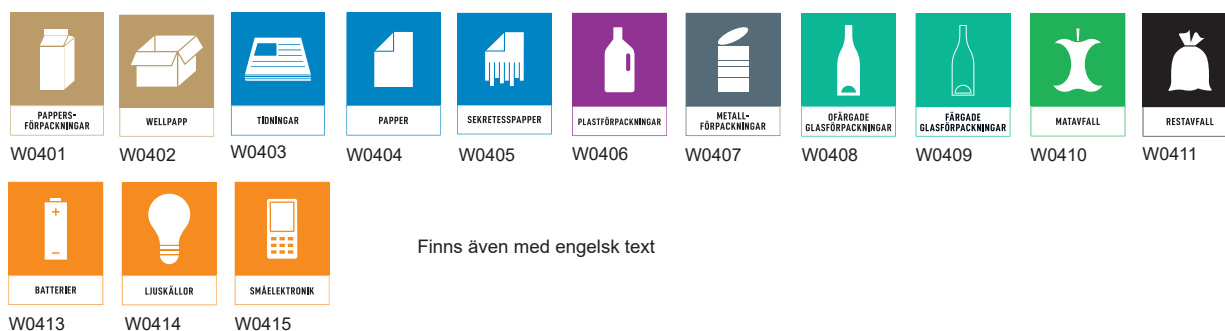 PAPPERS-
FÖRPACKNINGAR
WELLPAPP
TIDNINGAR
PAPPER
SEKRETESSPAPPER
PLASTFÖRPACKNINGAR
METALL-
FÖRPACKNINGAR
OFÄRGADE
GLASFÖRPACKNINGAR
FÄRGADE
GLASFÖRPACKNINGAR
MATAVFALL
RESTAVFALL
W0401 W0402 W0403 W0404 W0405 W0406 W0407 W0408 W0409 W0410 W0411
+
−
Finns även med engelsk text
BATTERIER LJUSKÄLLOR SMÅELEKTRONIK
W0413 W0414 W0415